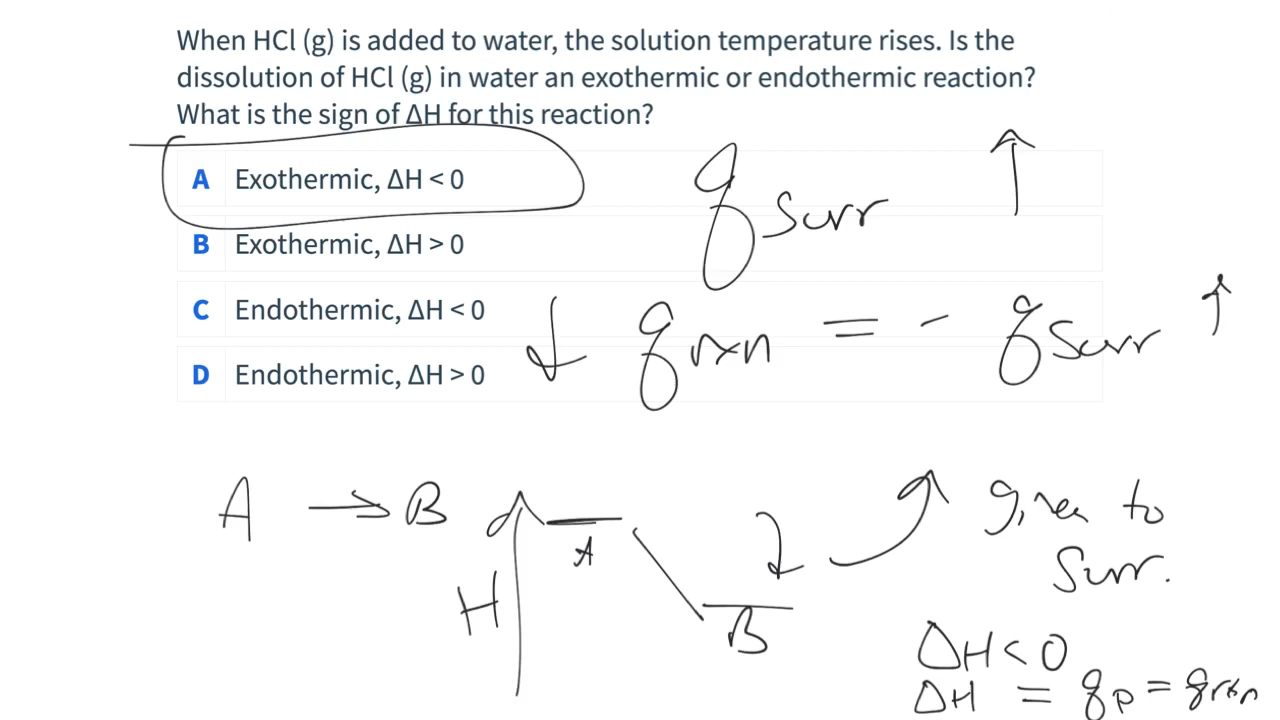 When HCl (g) is added to water, the solution temperature rises. Is the
dissolution of HCl (g) in water an exothermic or endothermic reaction?
What is the sign of ΔH for this reaction?
A Exothermic, ΔH < 0
B Exothermic, ΔH > 0
C Endothermic, ΔH < 0
D Endothermic, ΔH > 0
q surr ↑
↓ q rxn = - q surr ↑
A → B
H
A
B
given to
surr.
ΔH < 0
ΔH = qp = q rxn